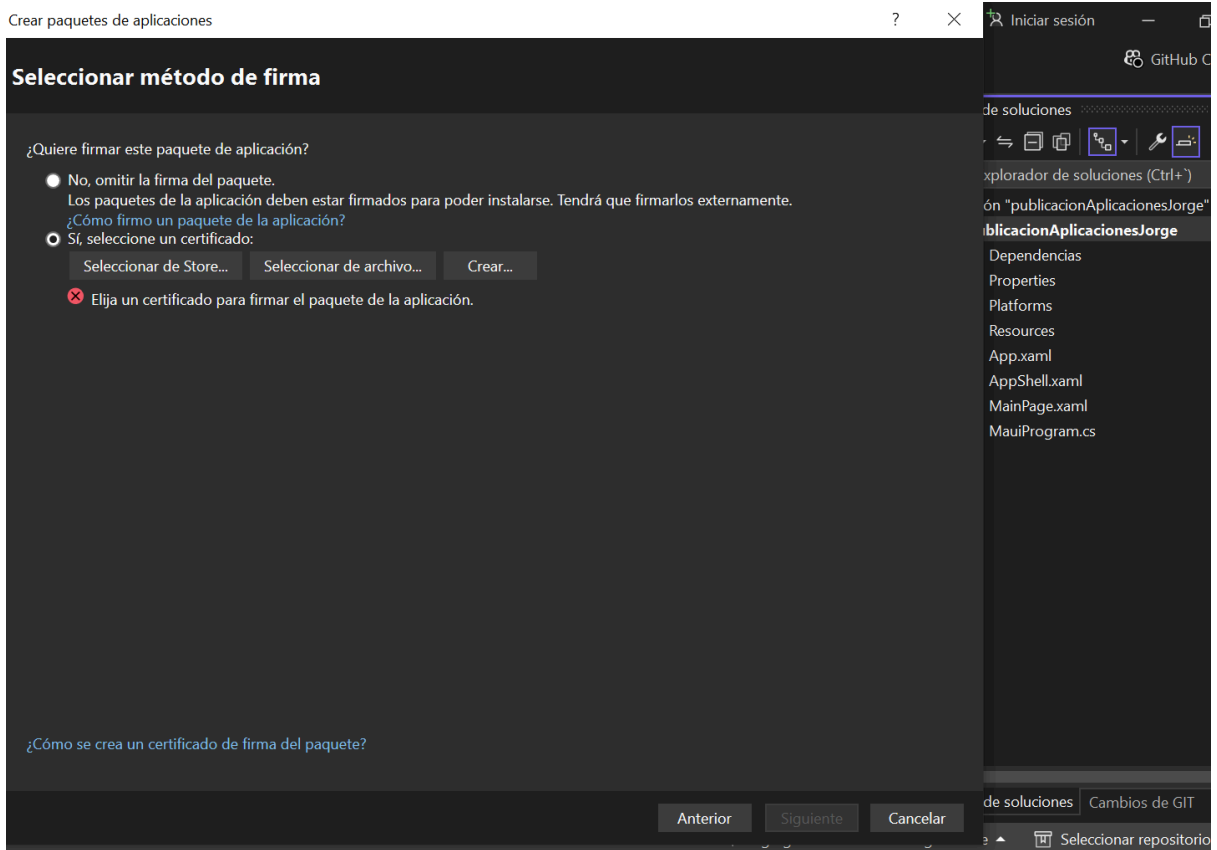 Crear paquetes de aplicaciones
?
Iniciar sesión
Seleccionar método de firma
GitHub C
de soluciones
¿Quiere firmar este paquete de aplicación?
No, omitir la firma del paquete.
Los paquetes de la aplicación deben estar firmados para poder instalarse. Tendrá que firmarlos externamente.
¿Cómo firmo un paquete de la aplicación?
Sí, seleccione un certificado:
Seleccionar de Store...
Seleccionar de archivo...
Crear...
Elija un certificado para firmar el paquete de la aplicación.
¿Cómo se crea un certificado de firma del paquete?
Anterior
Siguiente
Cancelar
xplorador de soluciones (Ctrl+`)
ón "publicacionAplicacionesJorge"
ublicacionAplicacionesJorge
Dependencias
Properties
Platforms
Resources
App.xaml
AppShell.xaml
MainPage.xaml
MauiProgram.cs
de soluciones
Cambios de GIT
e
Seleccionar repositorio